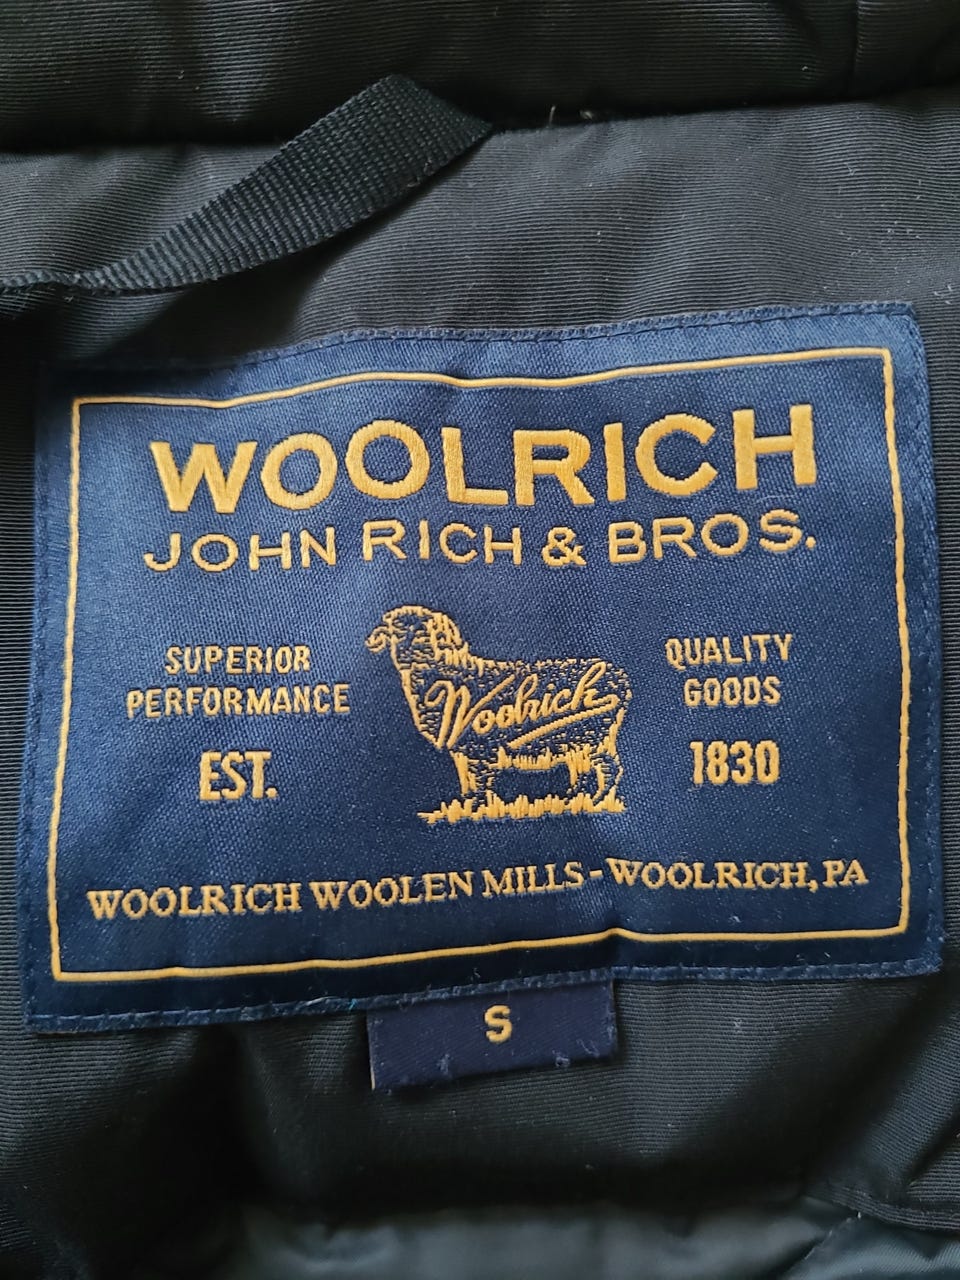 WOOLRICH
JOHN RICH & BROS.
SUPERIOR
PERFORMANCE
EST.
Woolrich
QUALITY
GOODS
1830
WOOLRICH WOOLEN MILLS-WOOLRICH, PA
S